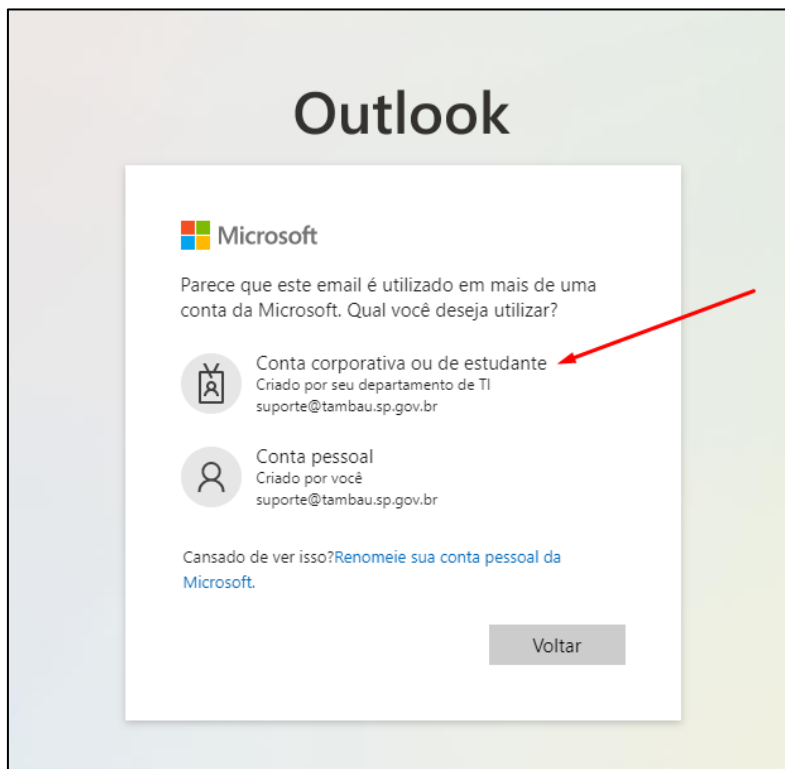 Outlook
Microsoft
Parece que este email é utilizado em mais de uma
conta da Microsoft. Qual você deseja utilizar?
Conta corporativa ou de estudante
Criado por seu departamento de TI
suporte@tambau.sp.gov.br
Conta pessoal
Criado por você
suporte@tambau.sp.gov.br
Cansado de ver isso?Renomeie sua conta pessoal da
Microsoft.
Voltar